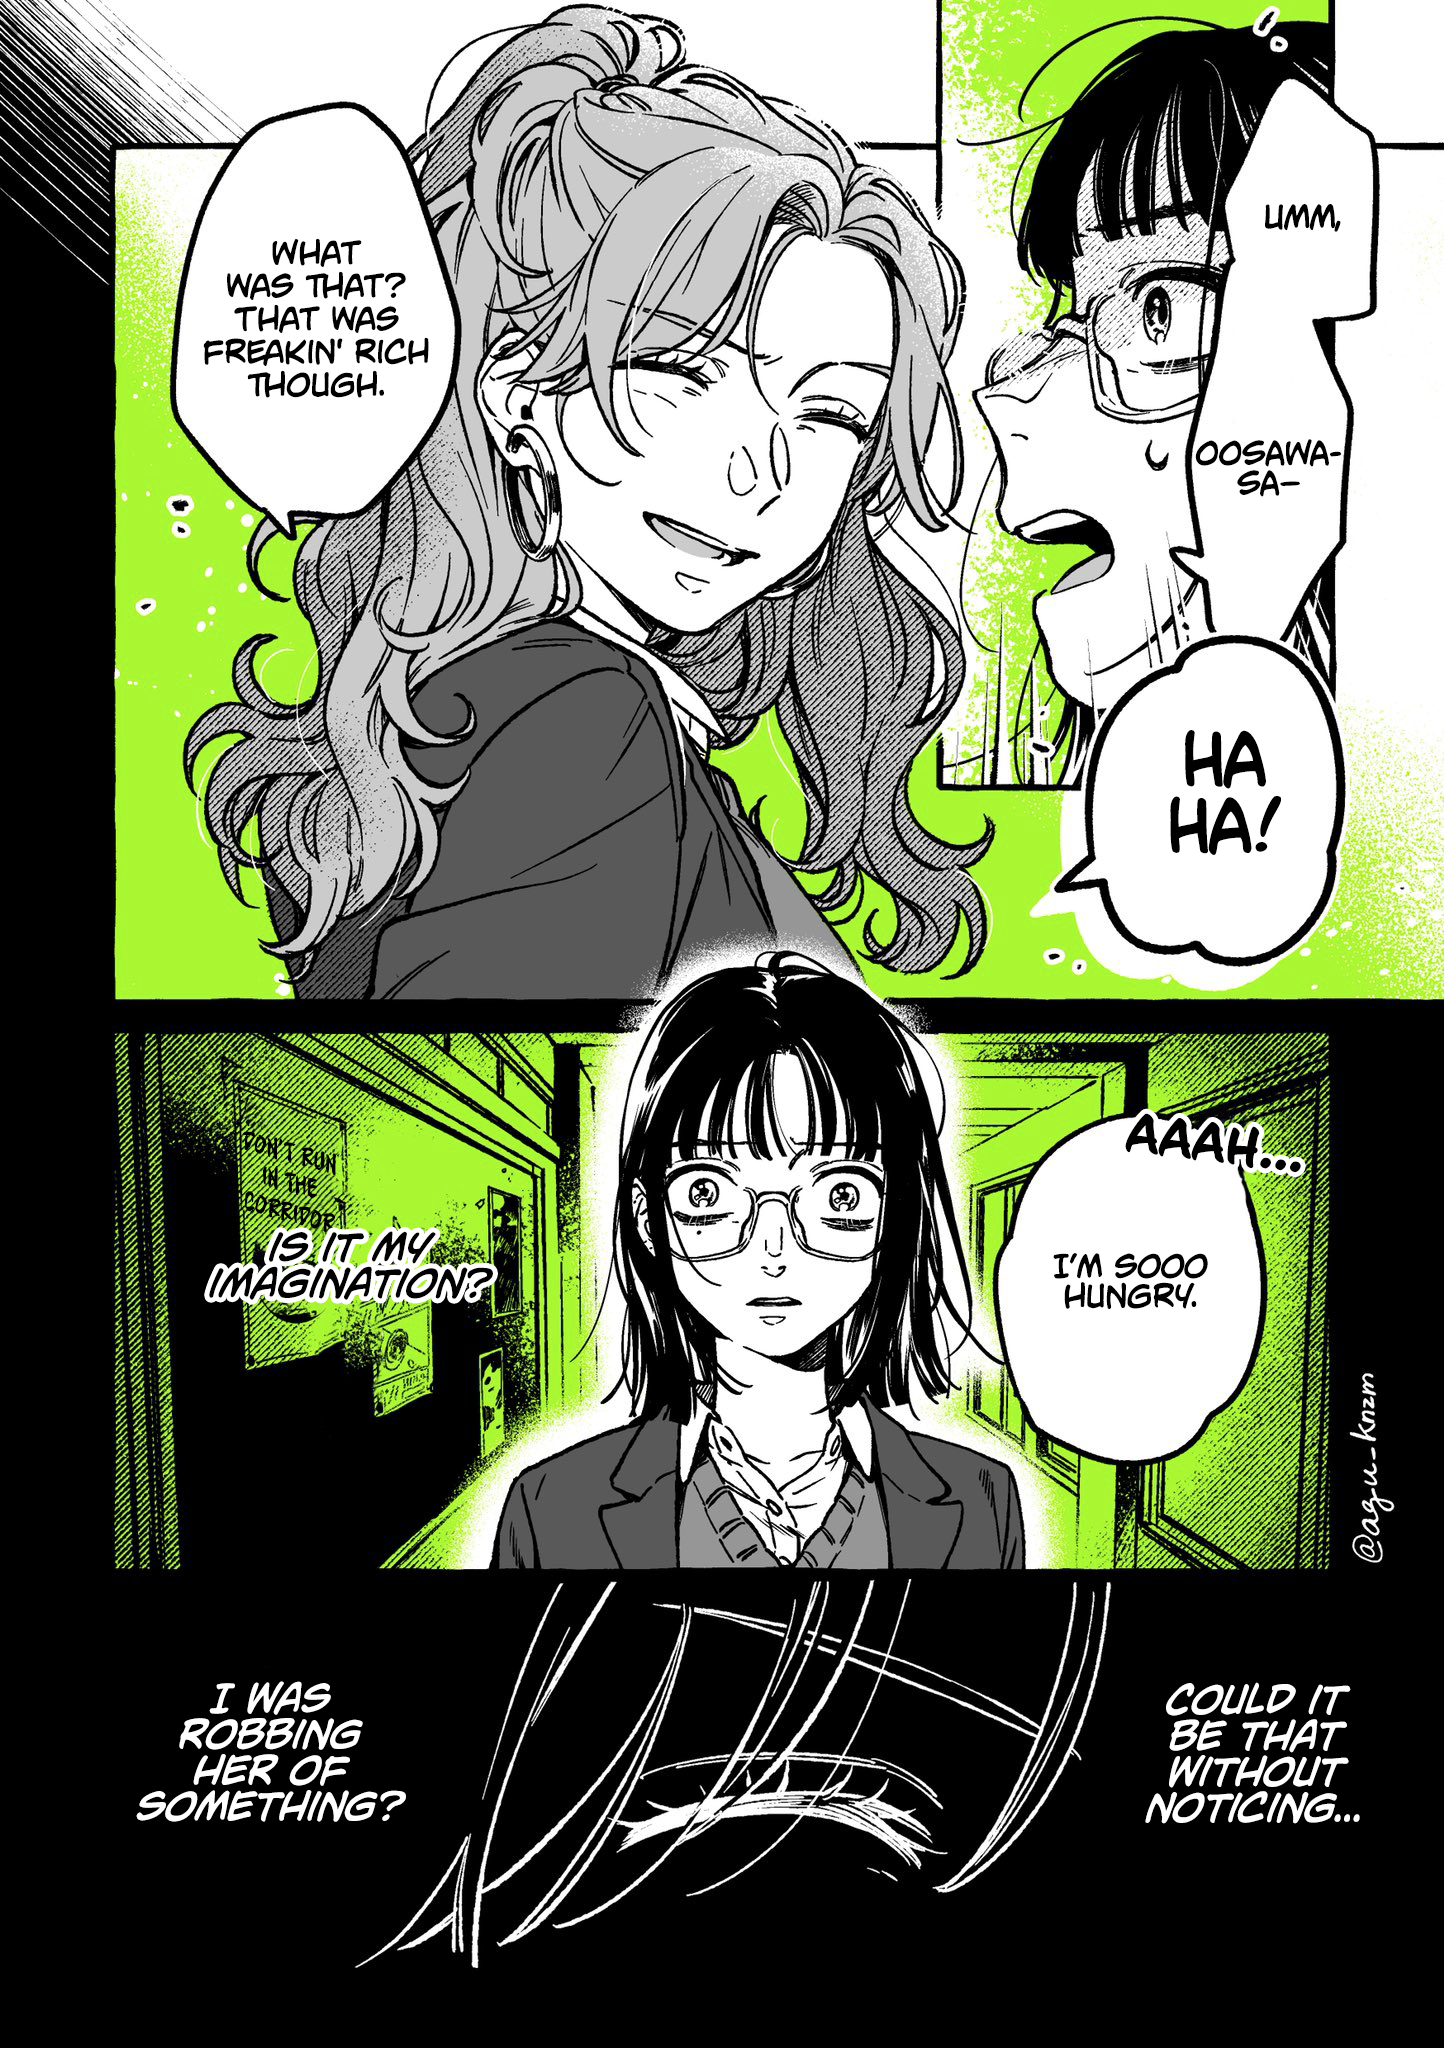 UMM,
OOSAWA-
SA—
HA
HA!
WHAT
WAS THAT?
THAT WAS
FREAKIN' RICH
THOUGH.
AAAH...
I'M SOOO
HUNGRY.
DON'T RUN
IN THE
CORRIDOR
IS IT MY
IMAGINATION?
@agu_knzm
COULD IT
BE THAT
WITHOUT
NOTICING...
I WAS
ROBBING
HER OF
SOMETHING?